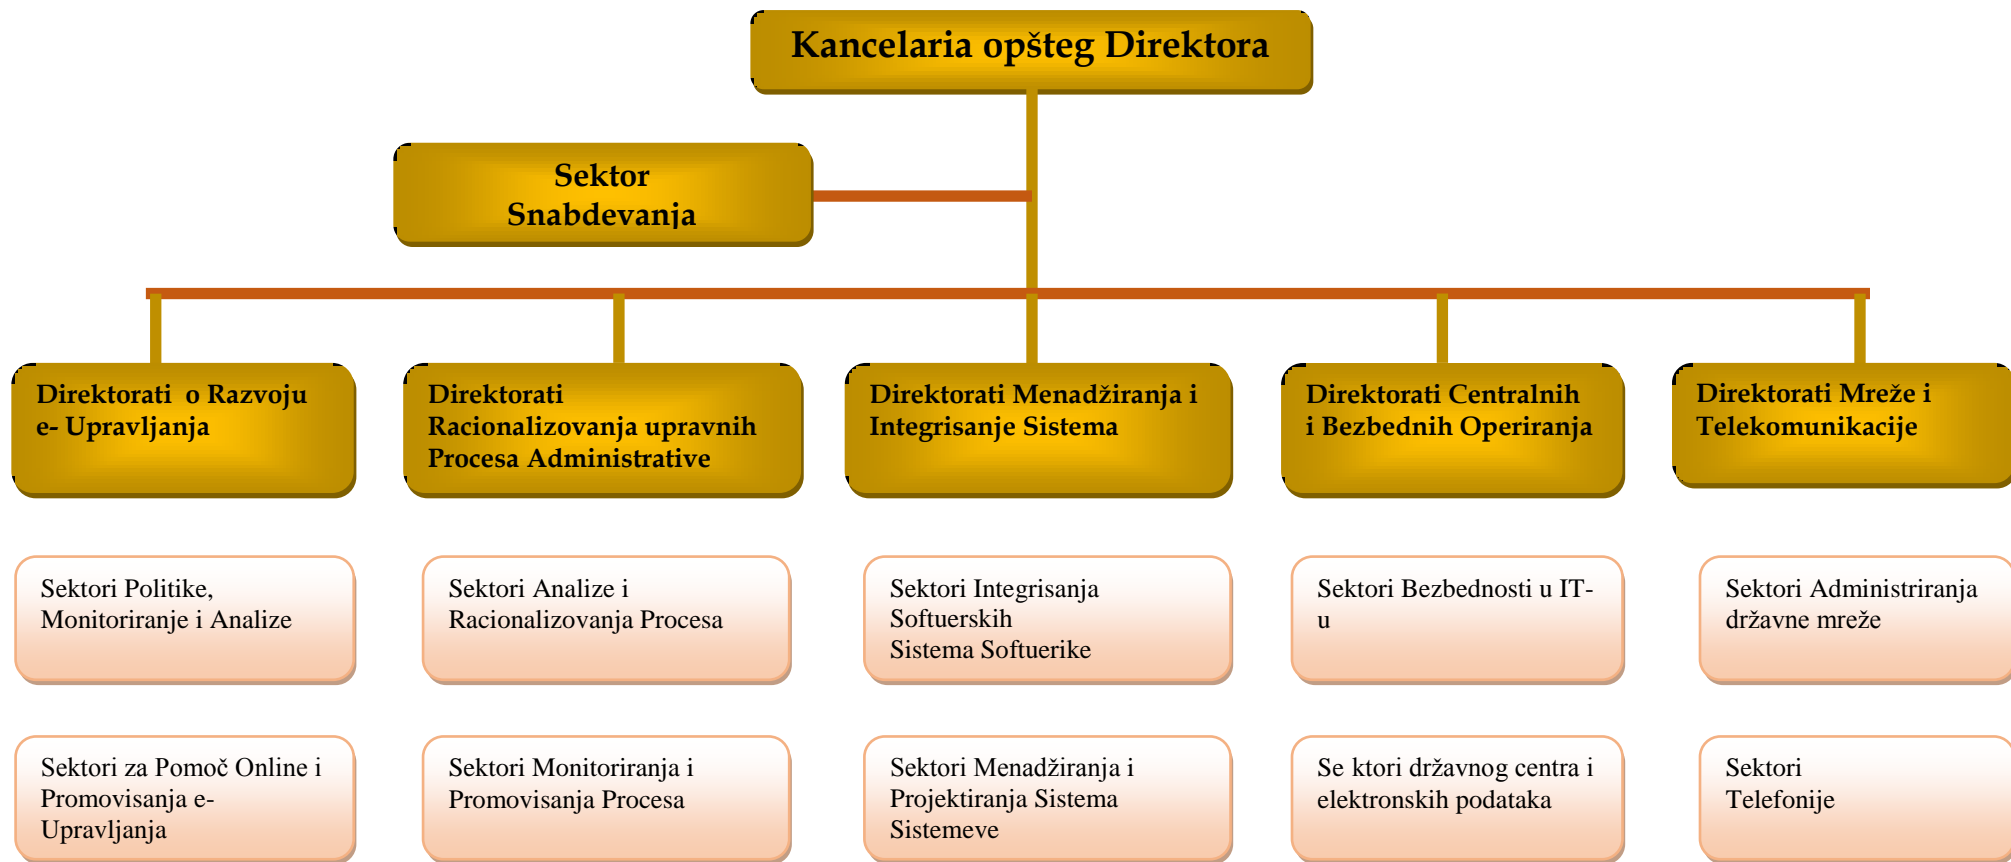 Kancelaria opšteg Direktora
Sektor
Snabdevanja
Direktorati o Razvoju
e- Upravljanja
Direktorati
Racionalizovanja upravnih
Procesa Administrative
Direktorati Menadžiranja i
Integrisanje Sistema
Direktorati Centralnih
i Bezbednih Operiranja
Direktorati Mreže i
Telekomunikacije
Sektori Politike,
Monitoriranje i Analize
Sektori Analize i
Racionalizovanja Procesa
Sektori Integrisanja
Softuerskih
Sistema Softuerike
Sektori Bezbednosti u IT-
u
Sektori Administriranja
državne mreže
Sektori za Pomoč Online i
Promovisanja e-
Upravljanja
Sektori Monitoriranja i
Promovisanja Procesa
Sektori Menadžiranja i
Projektiranja Sistema
Sistemeve
Se ktori državnog centra i
elektronskih podataka
Sektori
Telefonije